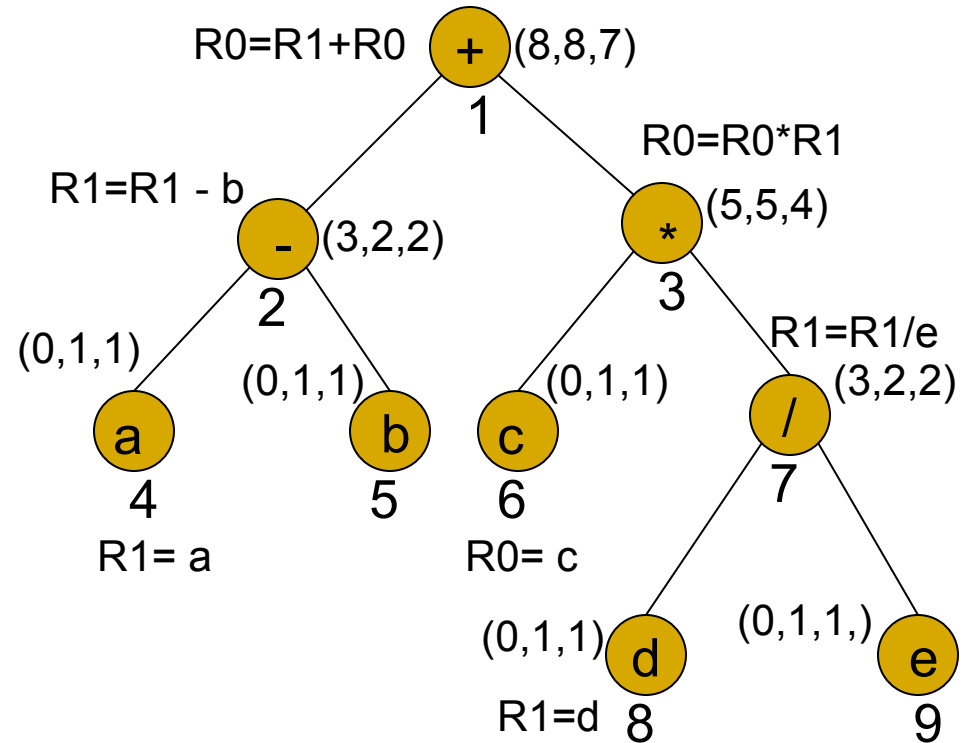 R0=R1+R0
+
(8,8,7)
1
R0=R0*R1
R1=R1 - b
-
(3,2,2)
2
*
(5,5,4)
3
R1=R1/e
(0,1,1)
(0,1,1)
(0,1,1)
(3,2,2)
a
b
c
/
4
5
6
7
R1= a
R0= c
(0,1,1)
(0,1,1,)
d
e
R1=d
8
9